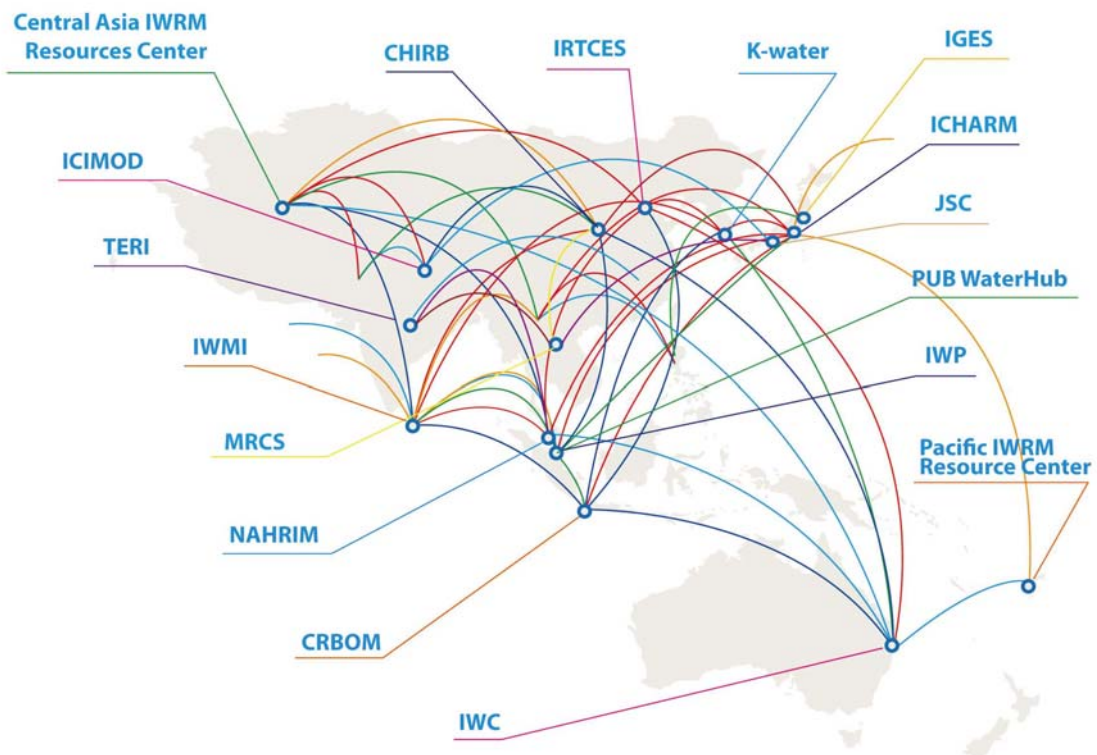 Central Asia IWRM
Resources Center
CHIRB
IRTCES
K-water
IGES
ICIMOD
ICHARM
TERI
JSC
PUB WaterHub
IWMI
IWP
MRCS
Pacific IWRM
Resource Center
NAHRIM
CRBOM
IWC